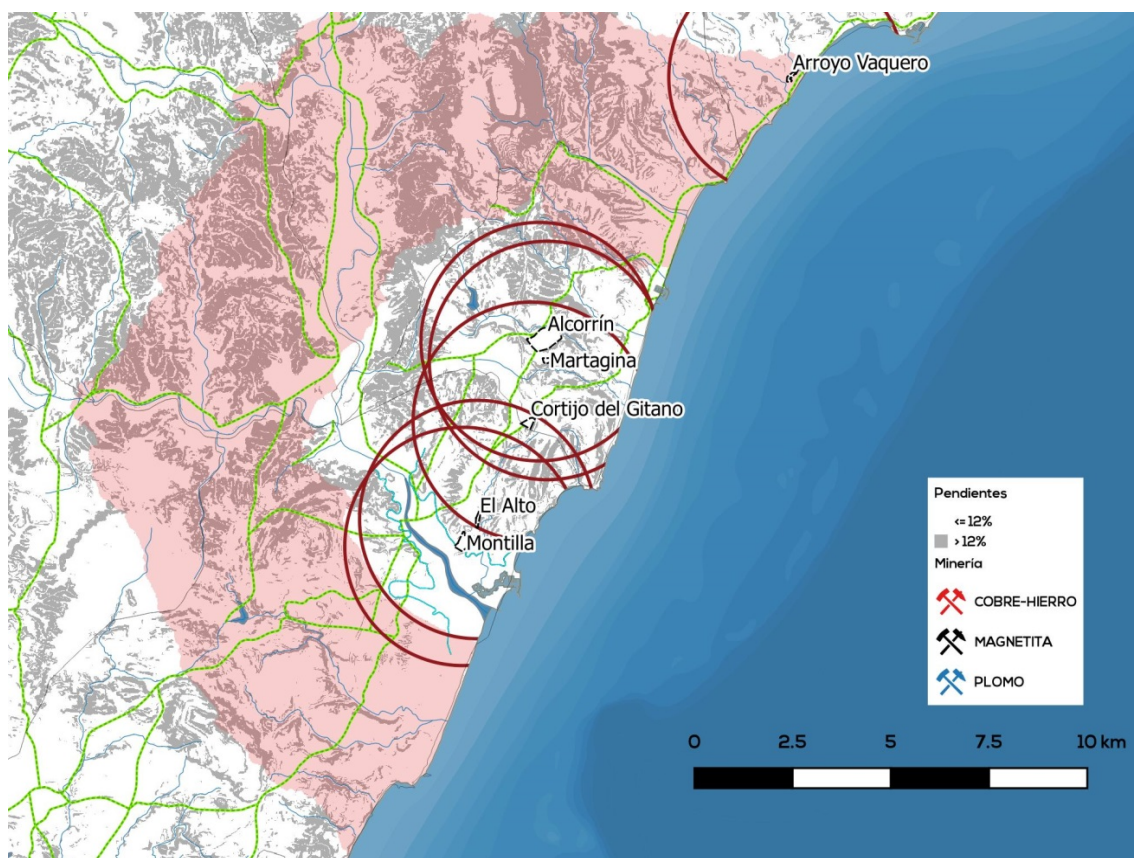 Arroyo Vaquero
Alcorrín
Martagina
Cortijo del Gitano
El Alto
Montilla
Pendientes
<= 12%
> 12%
Minería
COBRE-HIERRO
MAGNETITA
PLOMO
0 2.5 5 7.5 10 km